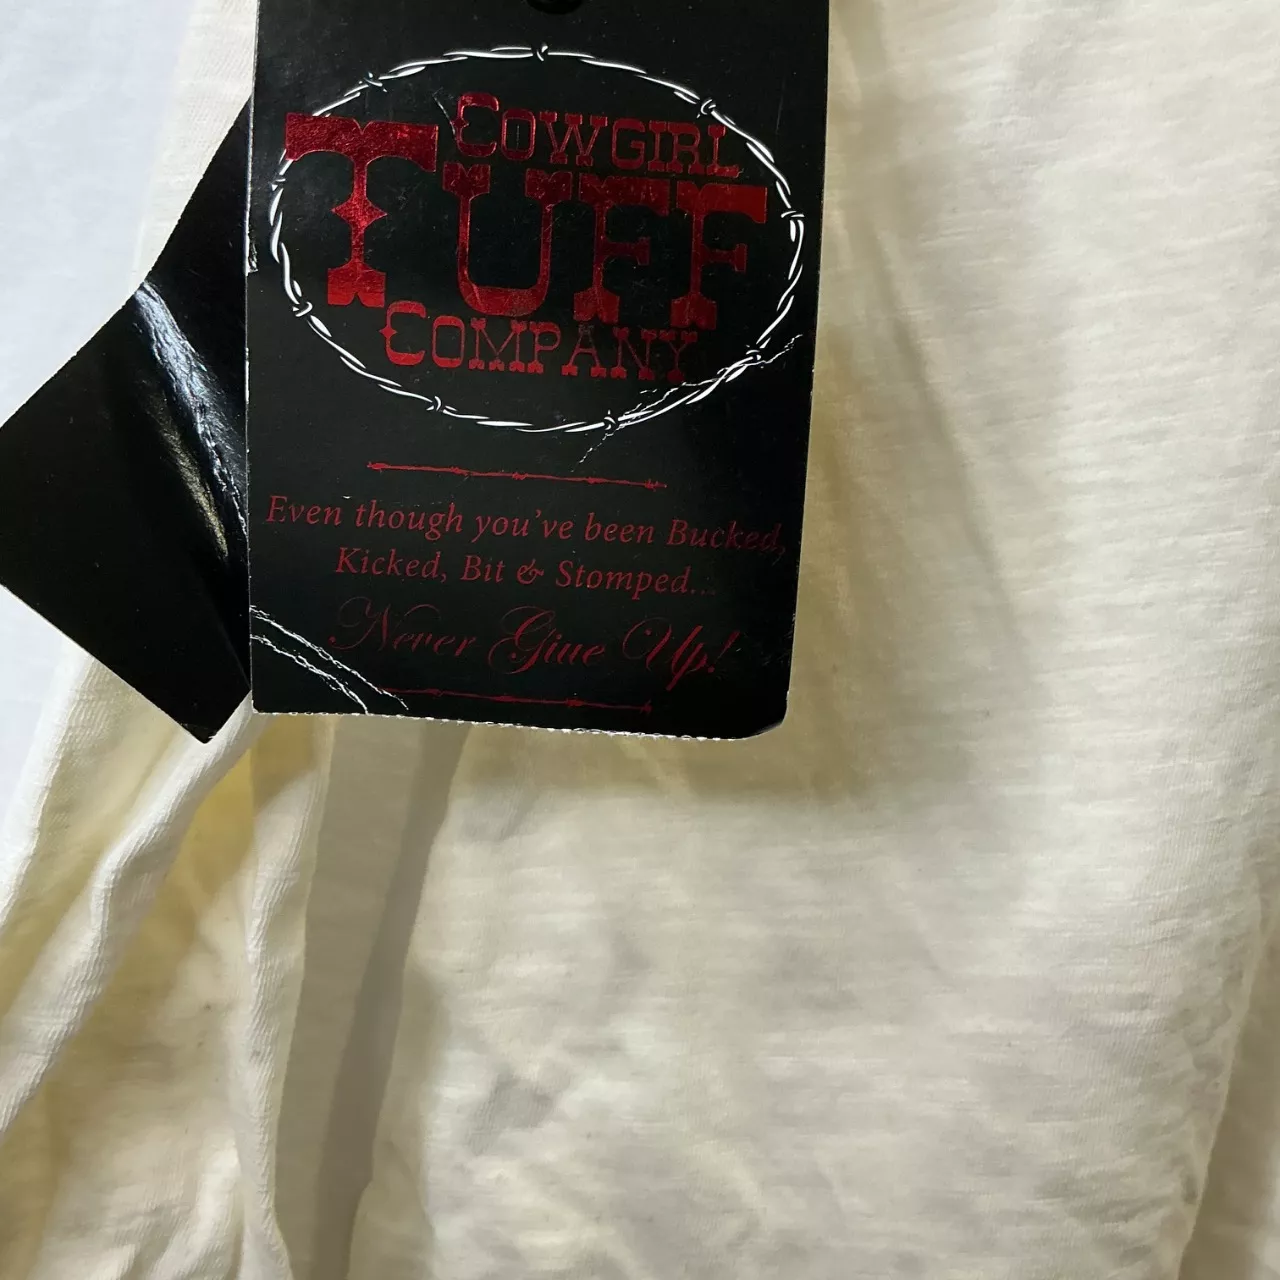 COWGIRL
TUFF
COMPANY
Even though you've been Bucked,
Kicked, Bit & Stomped...
Never Give Up!